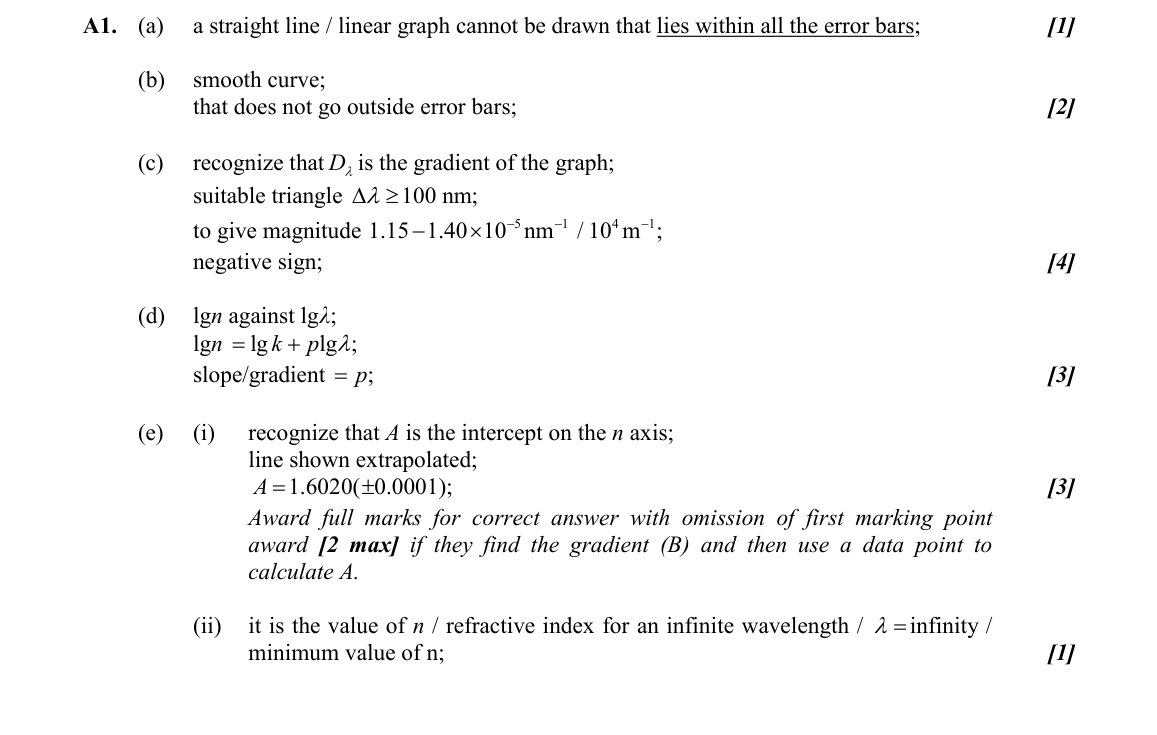 A1. (a) a straight line / linear graph cannot be drawn that lies within all the error bars; [1]
(b) smooth curve;
that does not go outside error bars; [2]
(c) recognize that D_λ is the gradient of the graph;
suitable triangle Δλ ≥ 100 nm;
to give magnitude 1.15–1.40×10⁻⁵ nm⁻¹ / 10⁴ m⁻¹;
negative sign; [4]
(d) lgn against lgλ;
lgn = lg k + plgλ;
slope/gradient = p; [3]
(e) (i) recognize that A is the intercept on the n axis;
line shown extrapolated;
A = 1.6020(±0.0001); [3]
Award full marks for correct answer with omission of first marking point
award [2 max] if they find the gradient (B) and then use a data point to
calculate A.
(ii) it is the value of n / refractive index for an infinite wavelength / λ = infinity /
minimum value of n; [1]